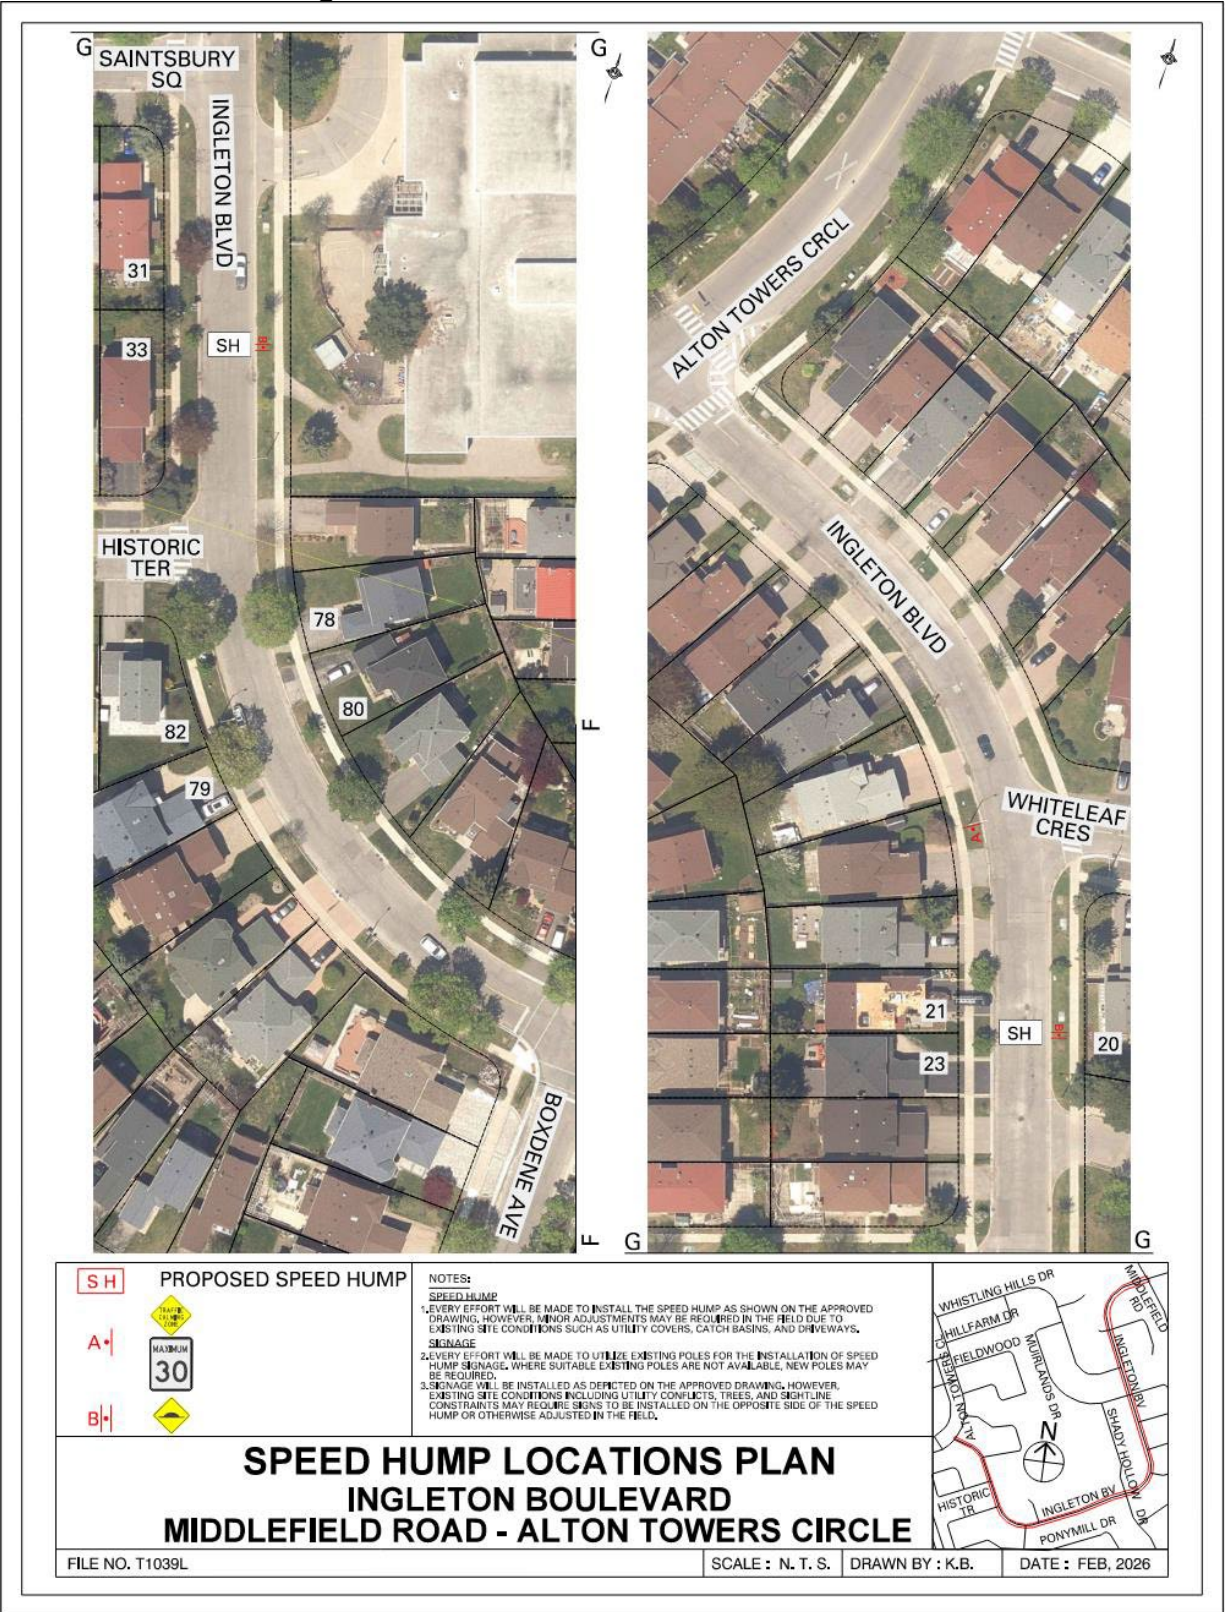 G
SAINTSBURY
SQ
INGLETON BLVD
G
31
33
SH
B
HISTORIC
TER
78
80
82
79
F
BOXDENE AVE
F
ALTON TOWERS CRCL
INGLETON BLVD
WHITELEAF
CRES
A
21
SH
B
20
23
G
G
SH
PROPOSED SPEED HUMP
TRAFFIC
CALMING
ZONE
A
MAXIMUM
30
B
NOTES:
SPEED HUMP
1. EVERY EFFORT WILL BE MADE TO INSTALL THE SPEED HUMP AS SHOWN ON THE APPROVED
DRAWING, HOWEVER, MINOR ADJUSTMENTS MAY BE REQUIRED IN THE FIELD DUE TO
EXISTING SITE CONDITIONS SUCH AS UTILITY COVERS, CATCH BASINS, AND DRIVEWAYS.
SIGNAGE
2. EVERY EFFORT WILL BE MADE TO UTILIZE EXISTING POLES FOR THE INSTALLATION OF SPEED
HUMP SIGNAGE. WHERE SUITABLE EXISTING POLES ARE NOT AVAILABLE, NEW POLES MAY
BE REQUIRED.
3. SIGNAGE WILL BE INSTALLED AS DEPICTED ON THE APPROVED DRAWING. HOWEVER,
EXISTING SITE CONDITIONS INCLUDING UTILITY CONFLICTS, TREES, AND SIGHTLINE
CONSTRAINTS MAY REQUIRE SIGNS TO BE INSTALLED ON THE OPPOSITE SIDE OF THE SPEED
HUMP OR OTHERWISE ADJUSTED IN THE FIELD.
WHISTLING HILLS DR
MIDDLEFIELD
RD
HILLFARM DR
FIELDWOOD
MUIRLANDS DR
ALTON TOWERS CI
INGLETON BV
SHADY HOLLOW DR
N
HISTORIC
TR
INGLETON BV
PONYMILL DR
SPEED HUMP LOCATIONS PLAN
INGLETON BOULEVARD
MIDDLEFIELD ROAD - ALTON TOWERS CIRCLE
FILE NO. T1039L
SCALE : N. T. S.
DRAWN BY : K.B.
DATE : FEB, 2026